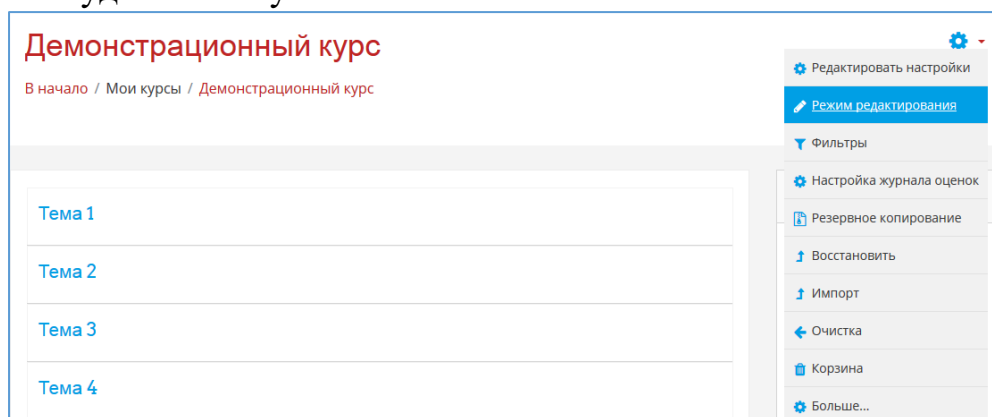 Демонстрационный курс
В начало / Мои курсы / Демонстрационный курс
Редактировать настройки
Режим редактирования
Фильтры
Настройка журнала оценок
Резервное копирование
Восстановить
Импорт
Очистка
Корзина
Больше...
Тема 1
Тема 2
Тема 3
Тема 4